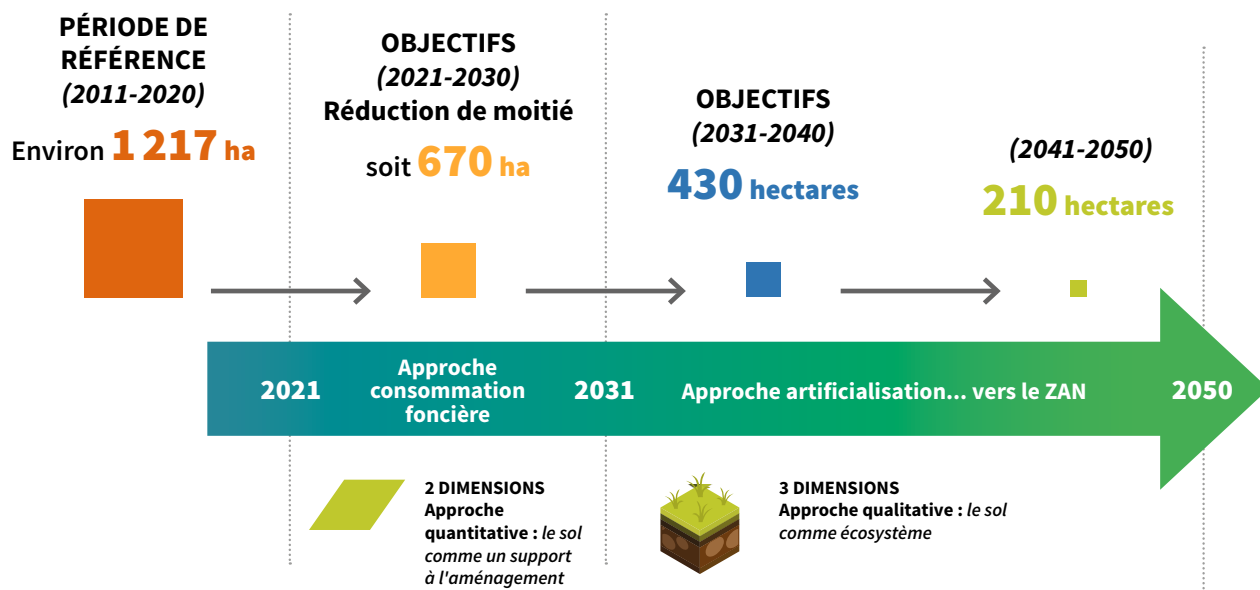 PÉRIODE DE
RÉFÉRENCE
(2011-2020)
Environ 1 217 ha
OBJECTIFS
(2021-2030)
Réduction de moitié
soit 670 ha
OBJECTIFS
(2031-2040)
430 hectares
(2041-2050)
210 hectares
2021
Approche
consommation
foncière
2031
Approche artificialisation... vers le ZAN
2050
2 DIMENSIONS
Approche
quantitative : le sol
comme un support
à l'aménagement
3 DIMENSIONS
Approche qualitative : le sol
comme écosystème